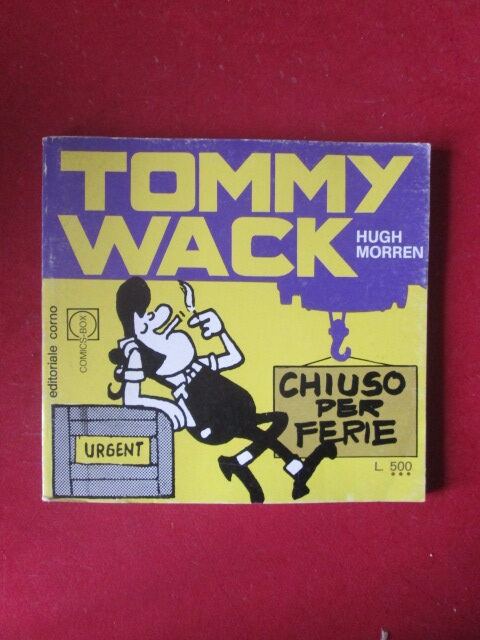 TOMMY
WACK
HUGH
MORREN
editoriale corno
COMICS-BOX
CHIUSO
PER
FERIE
URGENT
L. 500